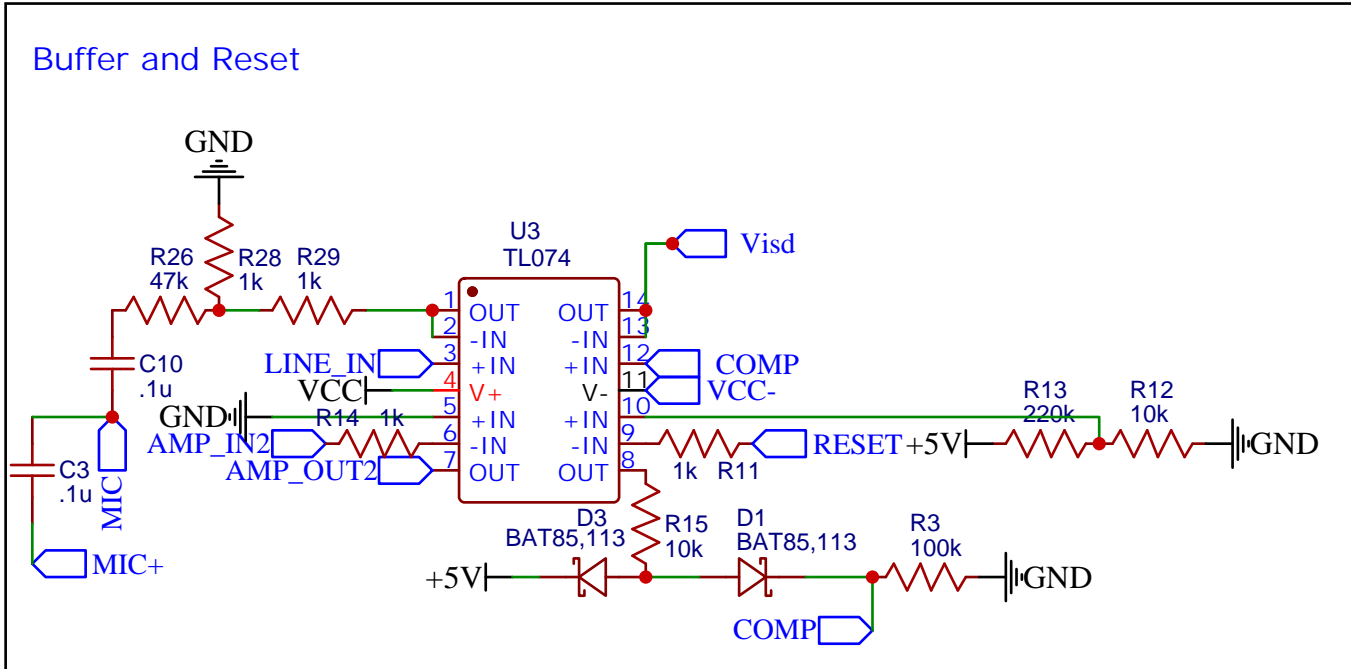 Buffer and Reset
GND
U3
TL074
Visd
R26
47k
R28
1k
R29
1k
1
OUT
2
-IN
LINE_IN
3
+IN
VCC
4
V+
GND
5
+IN
R14
1k
AMP_IN2
6
-IN
AMP_OUT2
7
OUT
14
OUT
13
-IN
12
+IN
COMP
11
V-
VCC-
10
+IN
9
-IN
8
OUT
1k
R11
RESET
+5V
R13
220k
R12
10k
GND
C10
.1u
C3
.1u
MIC
MIC+
D3
BAT85,113
R15
10k
D1
BAT85,113
R3
100k
+5V
GND
COMP